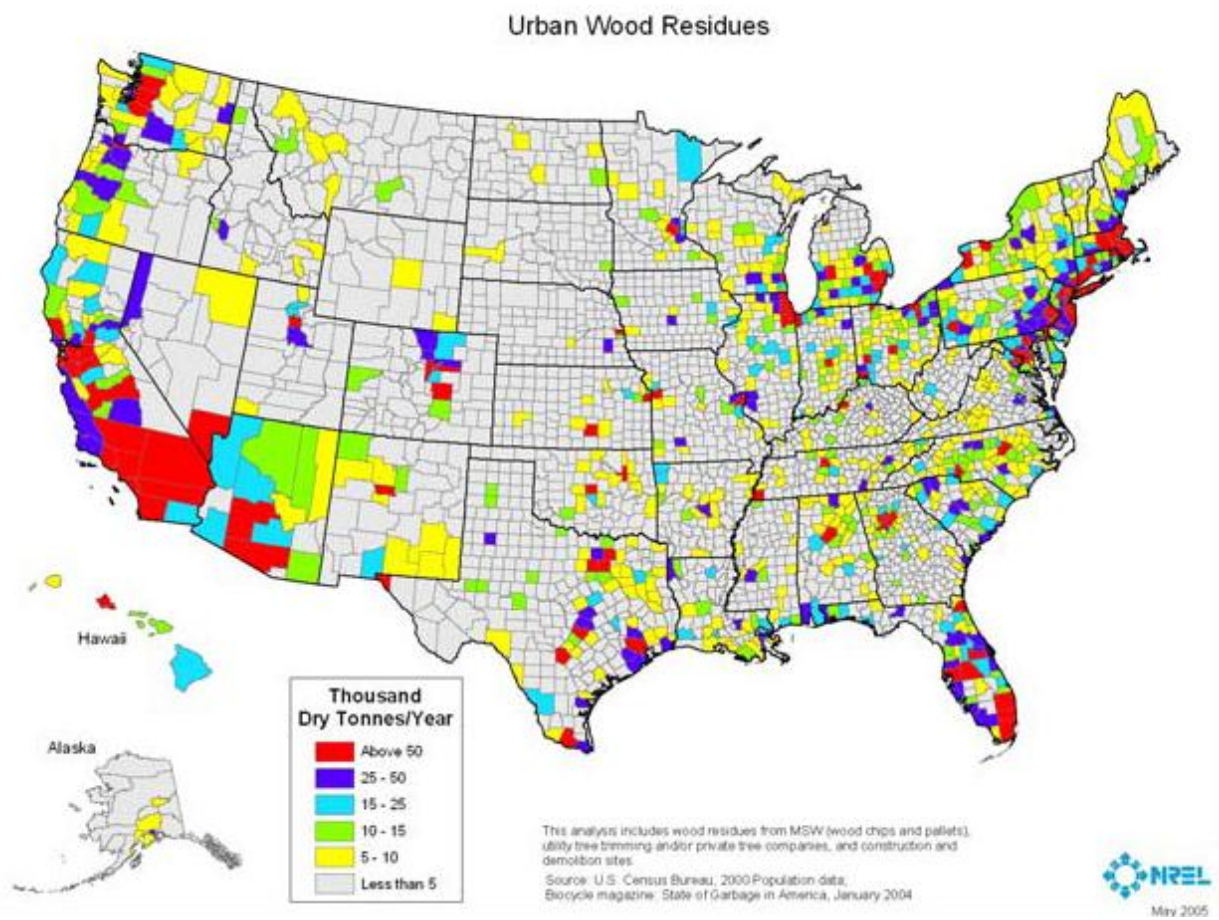 Urban Wood Residues
Hawaii
Alaska
Thousand
Dry Tonnes/Year
Above 50
25 - 50
15 - 25
10 - 15
5 - 10
Less than 5
This analysis includes wood residues from MSW (wood chips and pallets),
utility tree trimming and/or private tree companies, and construction and
demolition sites.
Source: U.S. Census Bureau, 2000 Population data;
Biocycle magazine: State of Garbage in America, January 2004
NREL
May 2005